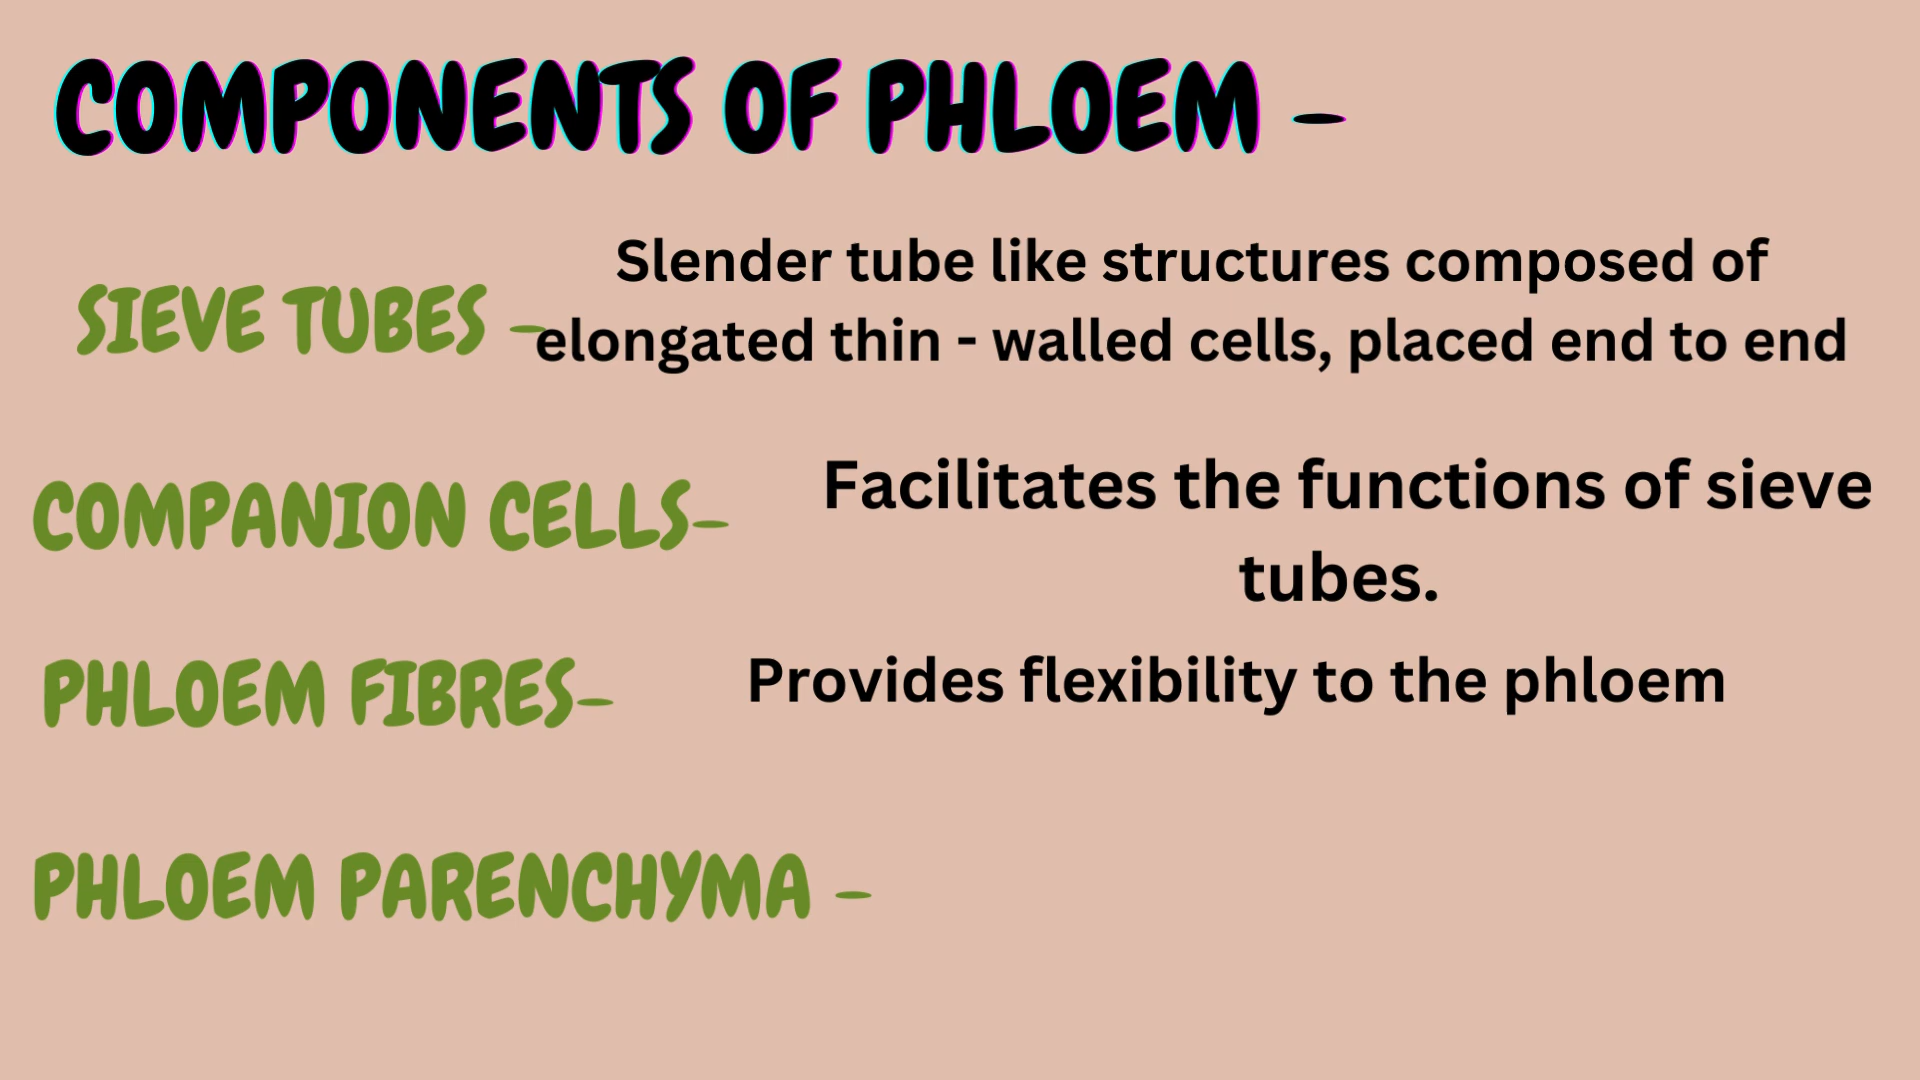 COMPONENTS OF PHLOEM -
SIEVE TUBES -
Slender tube like structures composed of
elongated thin - walled cells, placed end to end
COMPANION CELLS-
Facilitates the functions of sieve
tubes.
PHLOEM FIBRES-
Provides flexibility to the phloem
PHLOEM PARENCHYMA -